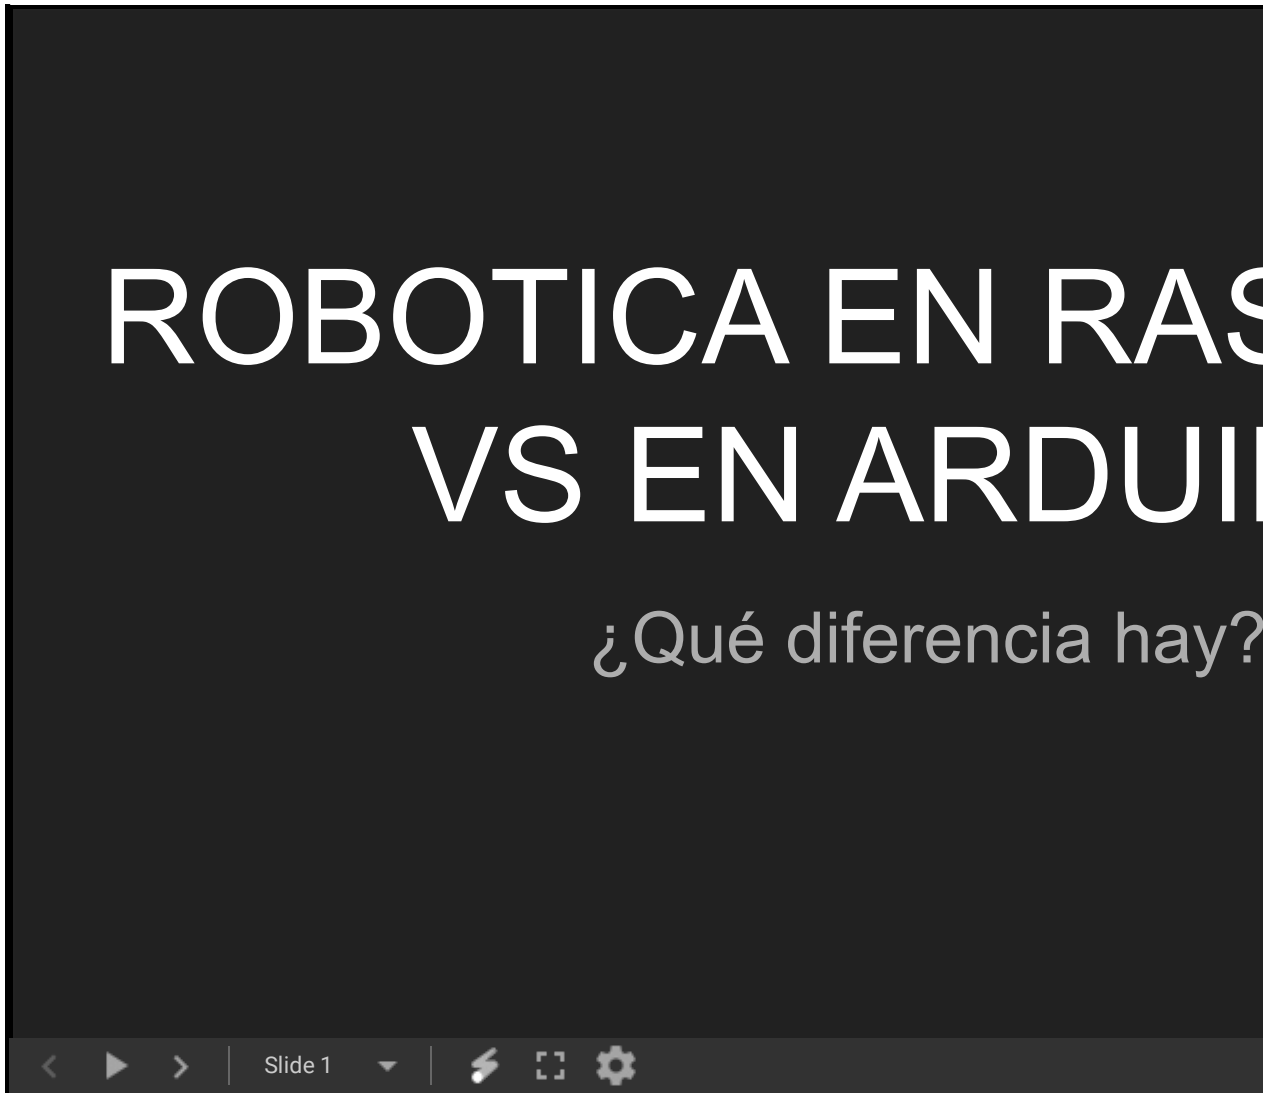 ROBOTICA EN RAS
VS EN ARDUI
¿Qué diferencia hay?
Slide 1